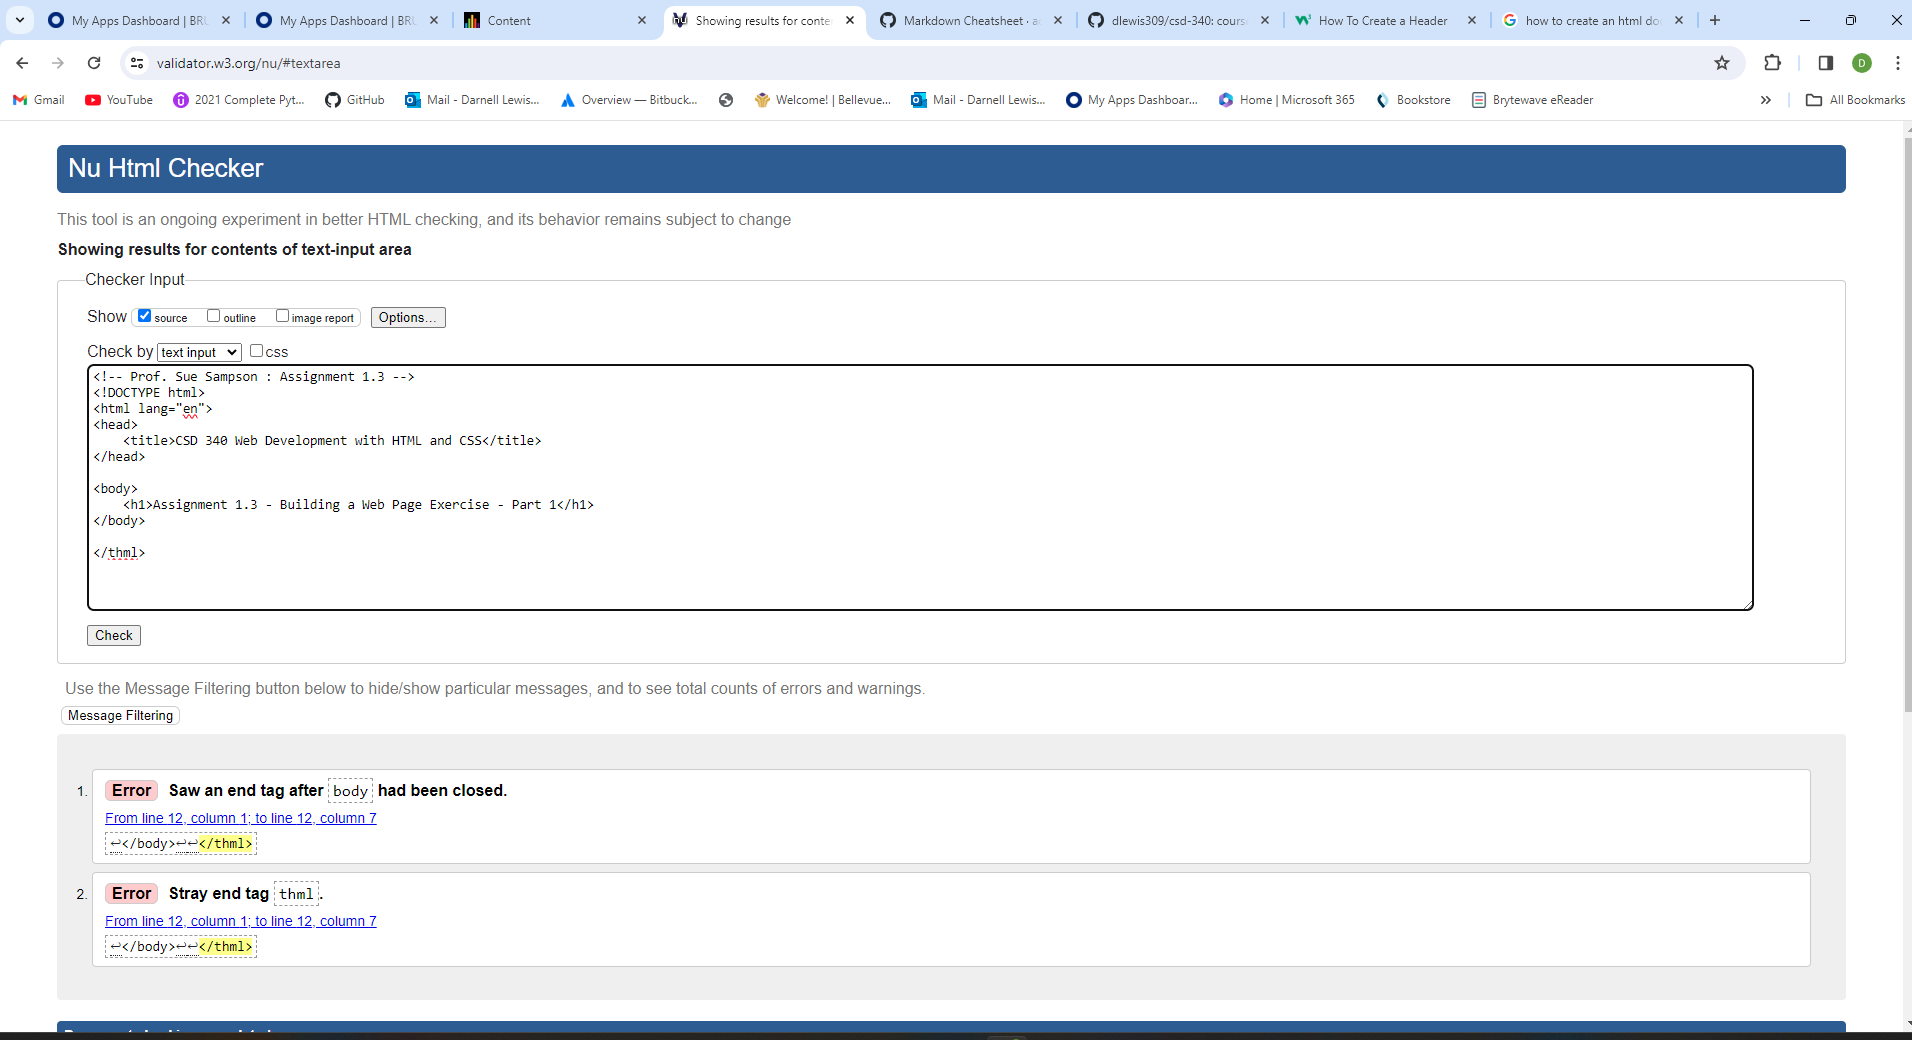 My Apps Dashboard | BRU
My Apps Dashboard | BRU
Content
Showing results for conte
Markdown Cheatsheet · a
dlewis309/csd-340: cours
How To Create a Header
how to create an html do
validator.w3.org/nu/#textarea
D
Gmail
YouTube
2021 Complete Pyt...
GitHub
Mail - Darnell Lewis...
Overview — Bitbuck...
Welcome! | Bellevue...
Mail - Darnell Lewis...
My Apps Dashboar...
Home | Microsoft 365
Bookstore
Brytewave eReader
All Bookmarks
Nu Html Checker
This tool is an ongoing experiment in better HTML checking, and its behavior remains subject to change
Showing results for contents of text-input area
Checker Input
Show source outline image report Options...
Check by text input css
<!-- Prof. Sue Sampson : Assignment 1.3 -->
<!DOCTYPE html>
<html lang="en">
<head>
<title>CSD 340 Web Development with HTML and CSS</title>
</head>
<body>
<h1>Assignment 1.3 - Building a Web Page Exercise - Part 1</h1>
</body>
</thml>
Check
Use the Message Filtering button below to hide/show particular messages, and to see total counts of errors and warnings.
Message Filtering
1. Error Saw an end tag after body had been closed.
From line 12, column 1; to line 12, column 7
↩</body>↩↩</thml>
2. Error Stray end tag thml.
From line 12, column 1; to line 12, column 7
↩</body>↩↩</thml>